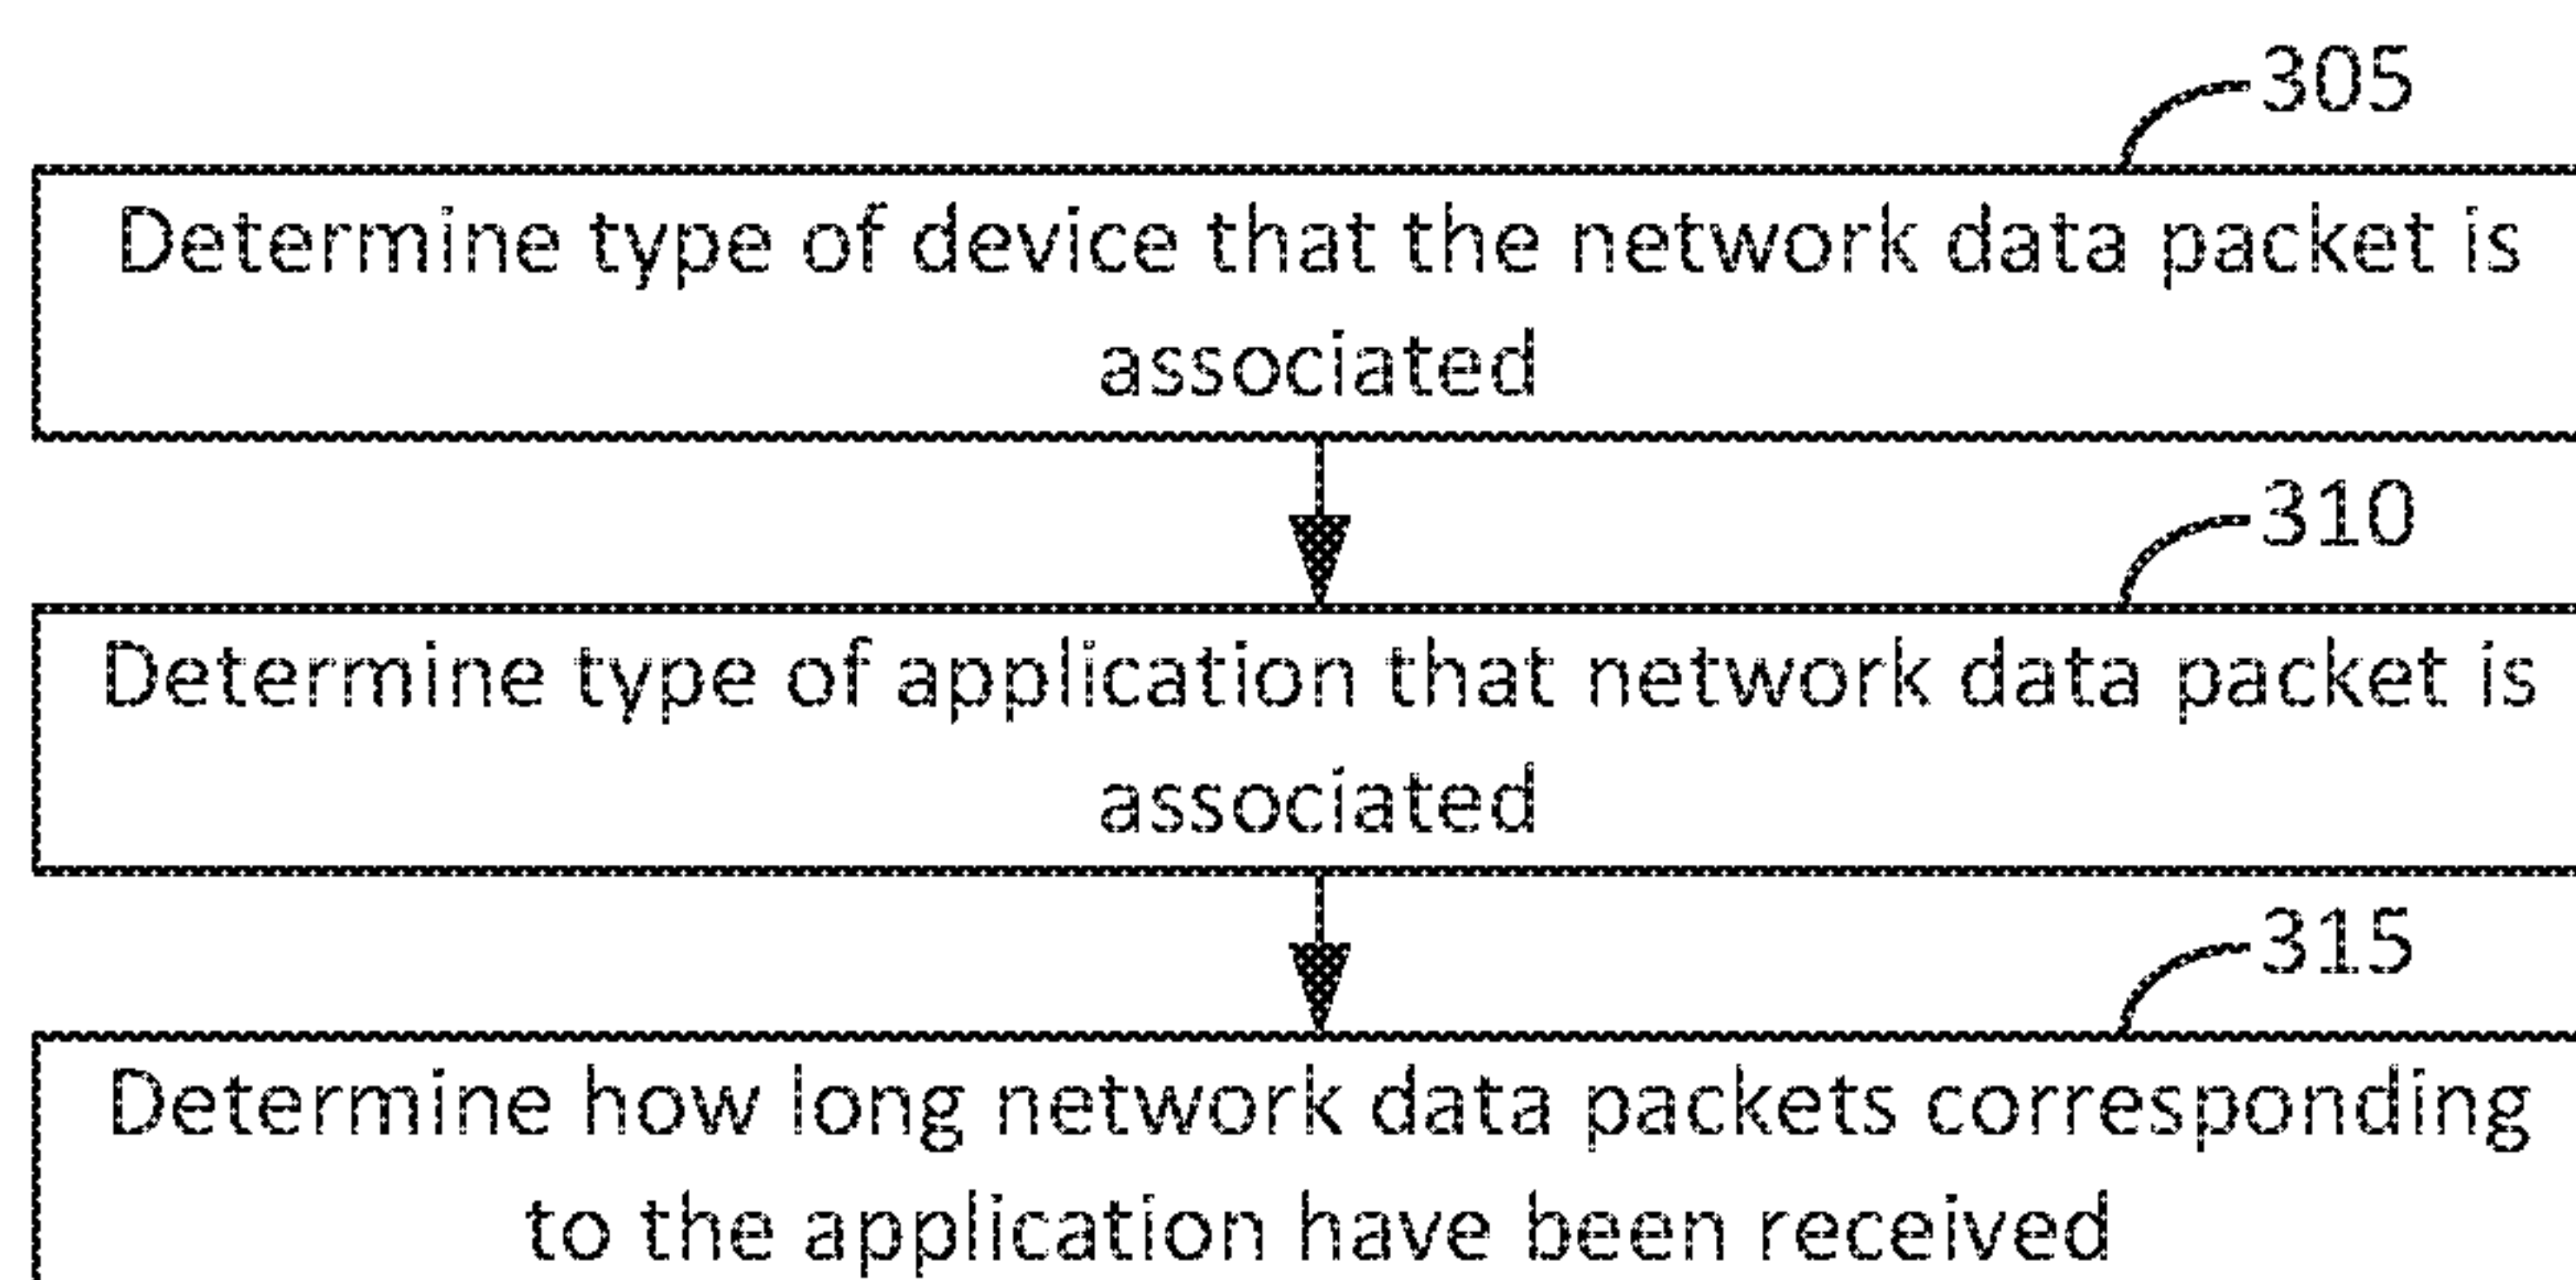 305
Determine type of device that the network data packet is
associated
310
Determine type of application that network data packet is
associated
315
Determine how long network data packets corresponding
to the application have been received